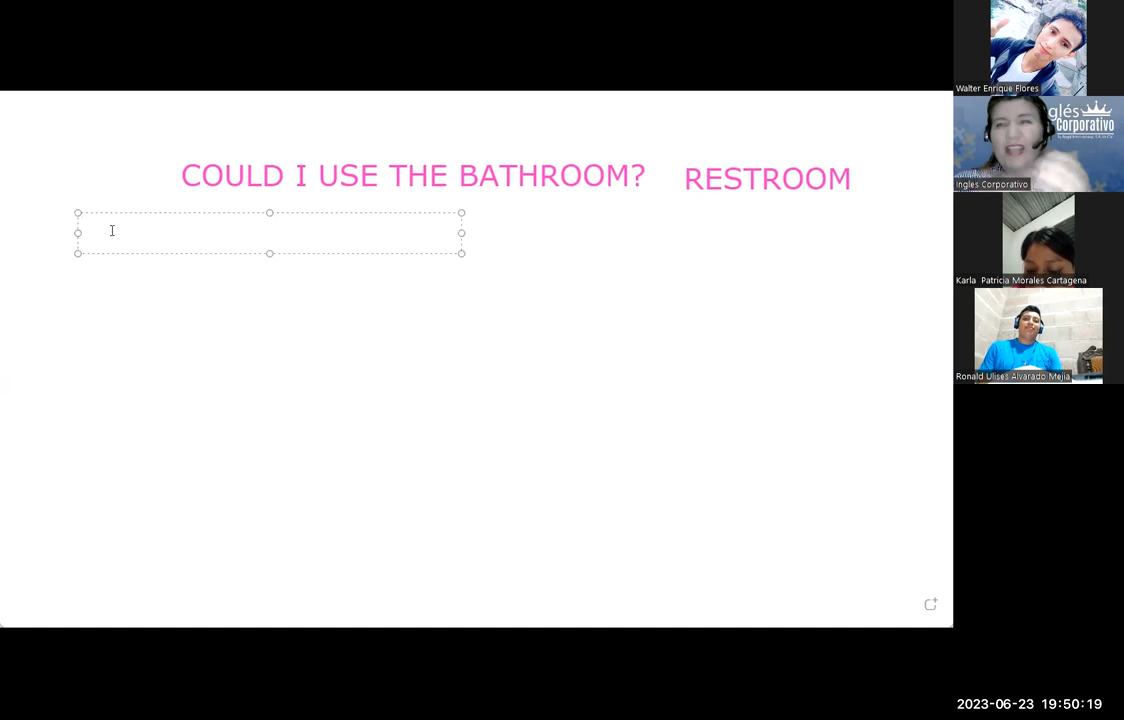 COULD I USE THE BATHROOM? RESTROOM
Walter Enrique Flores
glés
Corporativo
Ingles Corporativo
Karla Patricia Morales Cartagena
Ronald Ulises Alvarado Mejia
2023-06-23 19:50:19